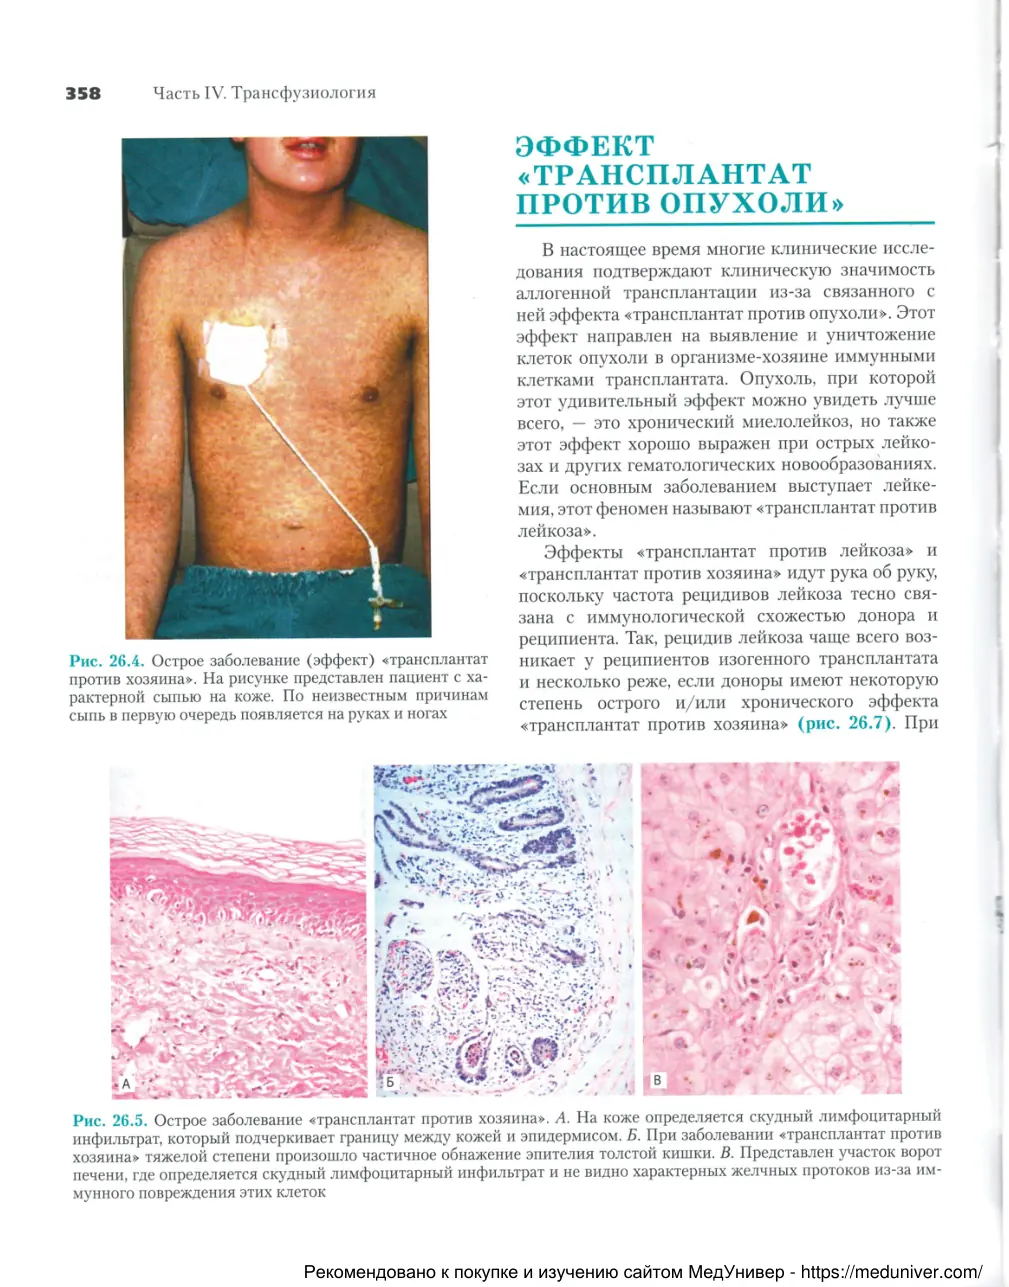 358 Часть IV. Трансфузиология
ЭФФЕКТ
«ТРАНСПЛАНТАТ
ПРОТИВ ОПУХОЛИ»
В настоящее время многие клинические иссле-
дования подтверждают клиническую значимость
аллогенной трансплантации из-за связанного с
ней эффекта «трансплантат против опухоли». Этот
эффект направлен на выявление и уничтожение
клеток опухоли в организме-хозяине иммунными
клетками трансплантата. Опухоль, при которой
этот удивительный эффект можно увидеть лучше
всего, — это хронический миелолейкоз, но также
этот эффект хорошо выражен при острых лейко-
зах и других гематологических новообразованиях.
Если основным заболеванием выступает лейке-
мия, этот феномен называют «трансплантат против
лейкоза».
Эффекты «трансплантат против лейкоза» и
«трансплантат против хозяина» идут рука об руку,
поскольку частота рецидивов лейкоза тесно свя-
зана с иммунологической схожестью донора и
реципиента. Так, рецидив лейкоза чаще всего воз-
никает у реципиентов изогенного трансплантата
и несколько реже, если доноры имеют некоторую
степень острого и/или хронического эффекта
«трансплантат против хозяина» (рис. 26.7). При
Рис. 26.4. Острое заболевание (эффект) «трансплантат
против хозяина». На рисунке представлен пациент с ха-
рактерной сыпью на коже. По неизвестным причинам
сыпь в первую очередь появляется на руках и ногах
А
Б
В
Рис. 26.5. Острое заболевание «трансплантат против хозяина». А. На коже определяется скудный лимфоцитарный
инфильтрат, который подчеркивает границу между кожей и эпидермисом. Б. При заболевании «трансплантат против
хозяина» тяжелой степени произошло частичное обнажение эпителия толстой кишки. В. Представлен участок ворот
печени, где определяется скудный лимфоцитарный инфильтрат и не видно характерных желчных протоков из-за им-
мунного повреждения этих клеток
Рекомендовано к покупке и изучению сайтом МедУнивер - https://meduniver.com/